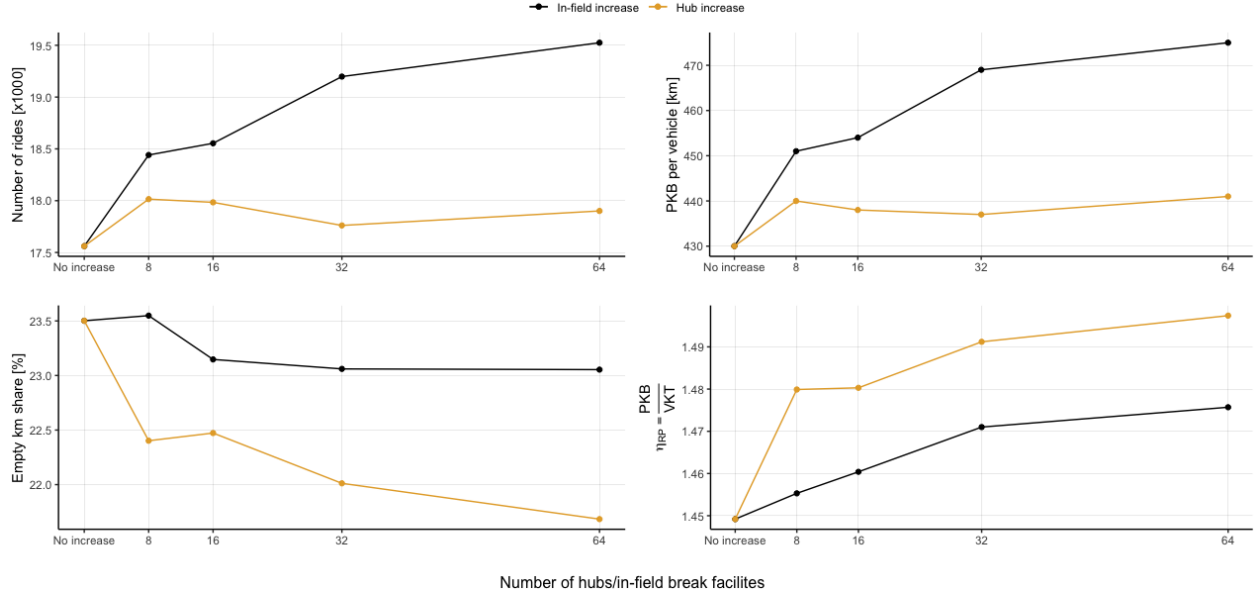 In-field increase Hub increase
Number of rides [x1000]
19.5
19.0
18.5
18.0
17.5
No increase 8 16 32 64
PKB per vehicle [km]
470
460
450
440
430
No increase 8 16 32 64
Empty km share [%]
23.5
23.0
22.5
22.0
No increase 8 16 32 64
ηRP = PKB
VKT
1.49
1.48
1.47
1.46
1.45
No increase 8 16 32 64
Number of hubs/in-field break facilites